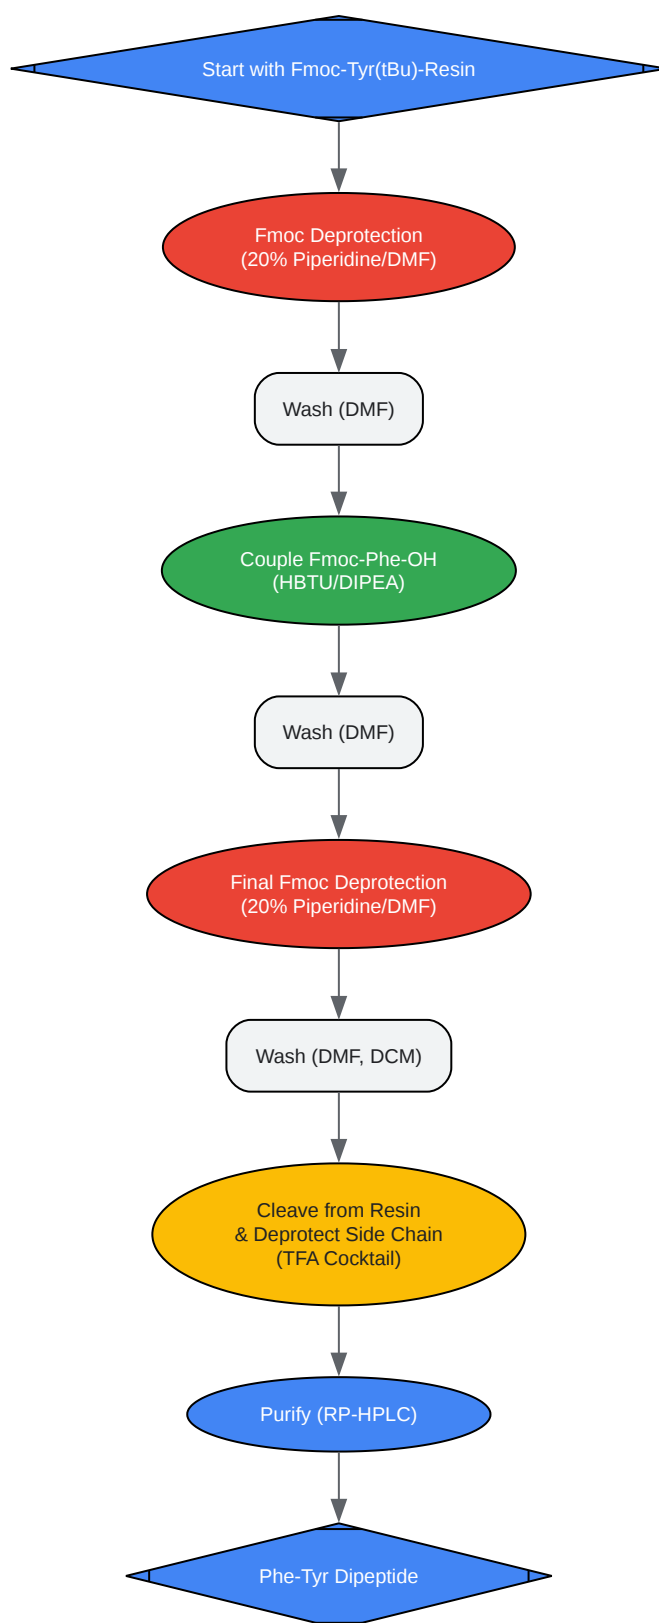 Start with Fmoc-Tyr(tBu)-Resin
Fmoc Deprotection
(20% Piperidine/DMF)
Wash (DMF)
Couple Fmoc-Phe-OH
(HBTU/DIPEA)
Wash (DMF)
Final Fmoc Deprotection
(20% Piperidine/DMF)
Wash (DMF, DCM)
Cleave from Resin
& Deprotect Side Chain
(TFA Cocktail)
Purify (RP-HPLC)
Phe-Tyr Dipeptide